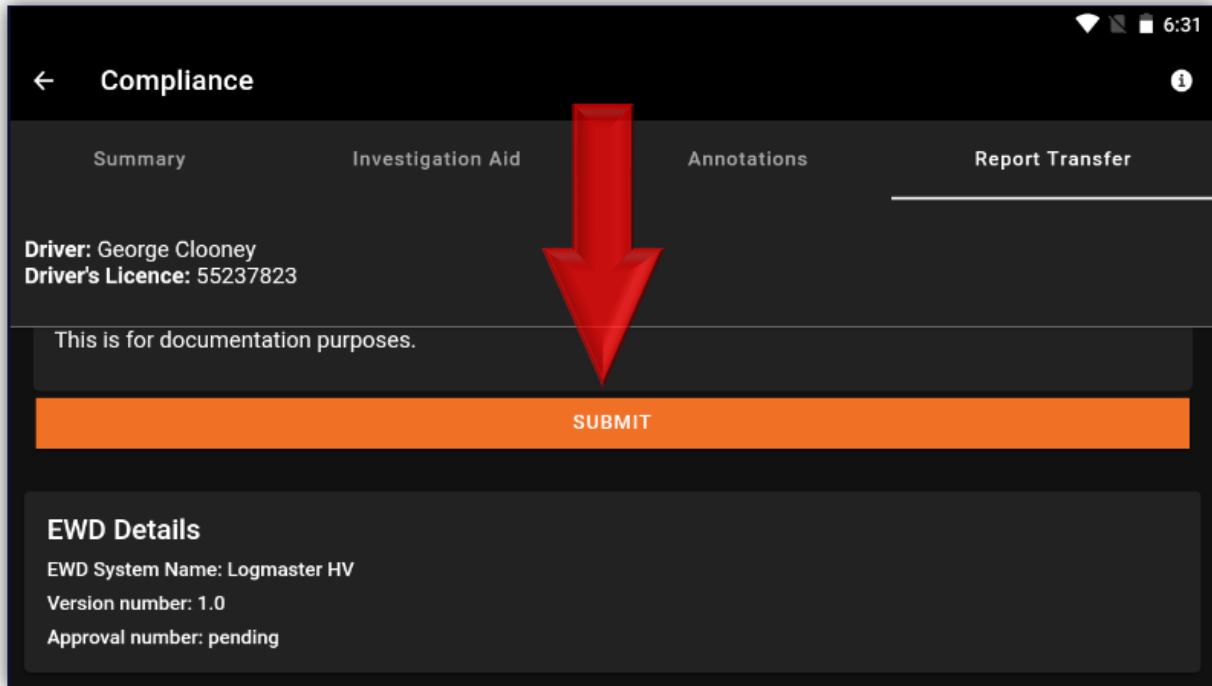 6:31
Compliance
Summary
Investigation Aid
Annotations
Report Transfer
Driver: George Clooney
Driver's Licence: 55237823
This is for documentation purposes.
SUBMIT
EWD Details
EWD System Name: Logmaster HV
Version number: 1.0
Approval number: pending